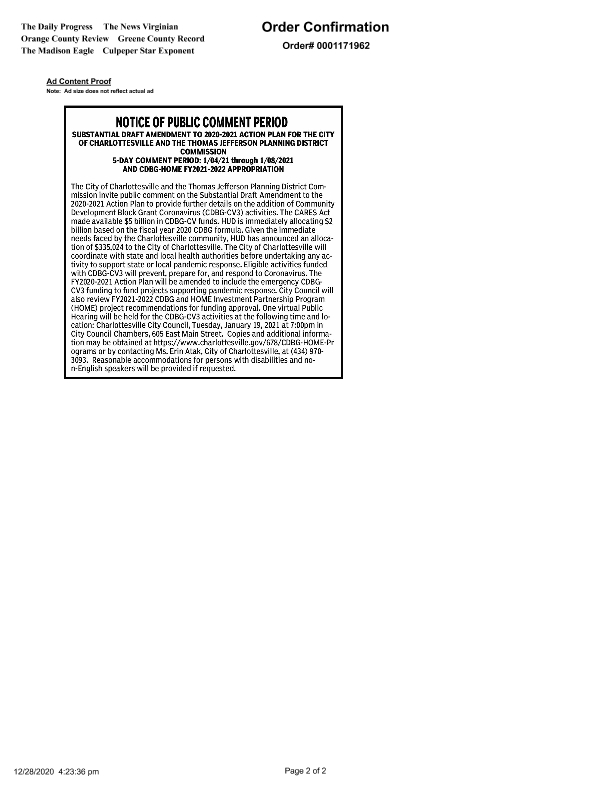 The Daily Progress The News Virginian
Orange County Review Greene County Record
The Madison Eagle Culpeper Star Exponent
Order Confirmation
Order# 0001171962
Ad Content Proof
Note: Ad size does not reflect actual ad
NOTICE OF PUBLIC COMMENT PERIOD
SUBSTANTIAL DRAFT AMENDMENT TO 2020-2021 ACTION PLAN FOR THE CITY
OF CHARLOTTESVILLE AND THE THOMAS JEFFERSON PLANNING DISTRICT
COMMISSION
5-DAY COMMENT PERIOD: 1/04/21 through 1/08/2021
AND CDBG-HOME FY2021-2022 APPROPRIATION
The City of Charlottesville and the Thomas Jefferson Planning District Com-
mission invite public comment on the Substantial Draft Amendment to the
2020-2021 Action Plan to provide further details on the addition of Community
Development Block Grant Coronavirus (CDBG-CV3) activities. The CARES Act
made available $5 billion in CDBG-CV funds. HUD is immediately allocating $2
billion based on the fiscal year 2020 CDBG formula. Given the immediate
needs faced by the Charlottesville community, HUD has announced an alloca-
tion of $335,024 to the City of Charlottesville. The City of Charlottesville will
coordinate with state and local health authorities before undertaking any ac-
tivity to support state or local pandemic response. Eligible activities funded
with CDBG-CV3 will prevent, prepare for, and respond to Coronavirus. The
FY2020-2021 Action Plan will be amended to include the emergency CDBG-
CV3 funding to fund projects supporting pandemic response. City Council will
also review FY2021-2022 CDBG and HOME Investment Partnership Program
(HOME) project recommendations for funding approval. One virtual Public
Hearing will be held for the CDBG-CV3 activities at the following time and lo-
cation: Charlottesville City Council, Tuesday, January 19, 2021 at 7:00pm in
City Council Chambers, 605 East Main Street. Copies and additional informa-
tion may be obtained at https://www.charlottesville.gov/678/CDBG-HOME-Pr
ograms or by contacting Ms. Erin Atak, City of Charlottesville, at (434) 970-
3093. Reasonable accommodations for persons with disabilities and no-
n-English speakers will be provided if requested.
12/28/2020 4:23:36 pm
Page 2 of 2